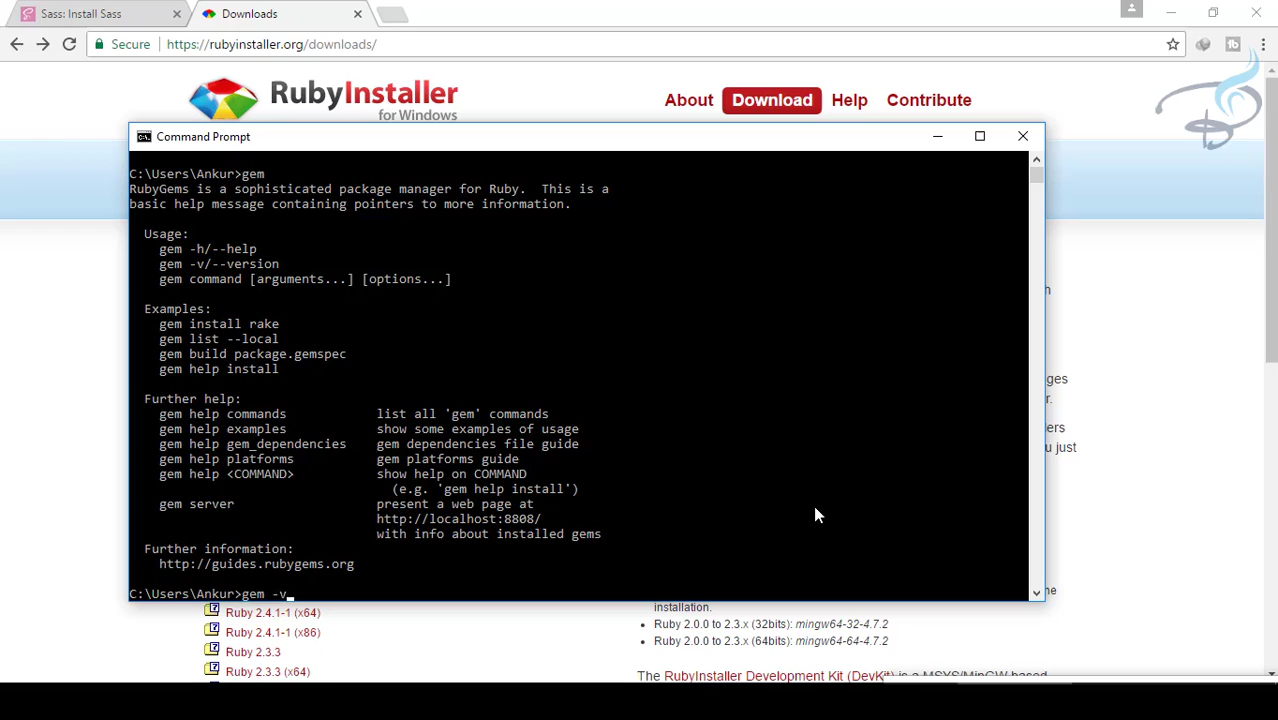 Sass: Install Sass
Downloads
Secure https://rubyinstaller.org/downloads/
RubyInstaller
for Windows
About Download Help Contribute
Command Prompt
C:\Users\Ankur>gem
RubyGems is a sophisticated package manager for Ruby. This is a
basic help message containing pointers to more information.
Usage:
gem -h/--help
gem -v/--version
gem command [arguments...] [options...]
Examples:
gem install rake
gem list --local
gem build package.gemspec
gem help install
Further help:
gem help commands list all 'gem' commands
gem help examples show some examples of usage
gem help gem_dependencies gem dependencies file guide
gem help platforms gem platforms guide
gem help <COMMAND> show help on COMMAND
(e.g. 'gem help install')
gem server present a web page at
http://localhost:8808/
with info about installed gems
Further information:
http://guides.rubygems.org
C:\Users\Ankur>gem -v
u just
Ruby 2.4.1-1 (x64)
Ruby 2.4.1-1 (x86)
Ruby 2.3.3
Ruby 2.3.3 (x64)
installation.
Ruby 2.0.0 to 2.3.x (32bits): mingw64-32-4.7.2
Ruby 2.0.0 to 2.3.x (64bits): mingw64-64-4.7.2
The RubyInstaller Development Kit (DevKit) is a MSYS/MinGW based